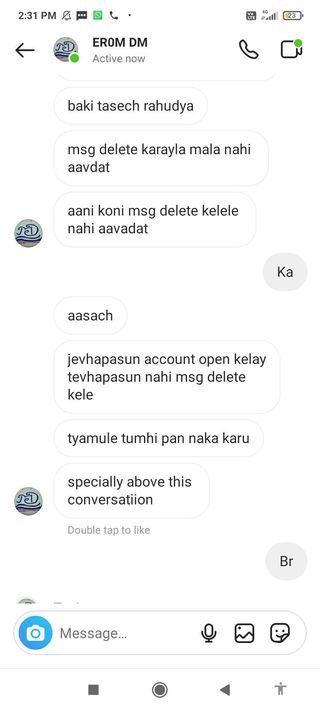 2:31 PM
23
EROM DM
Active now
baki tasech rahudya
msg delete karayla mala nahi
aavdat
aani koni msg delete kelele
nahi aavadat
Ka
aasach
jevhapasun account open kelay
tevhapasun nahi msg delete
kele
tyamule tumhi pan naka karu
specially above this
conversatiion
Double tap to like
Br
Message...